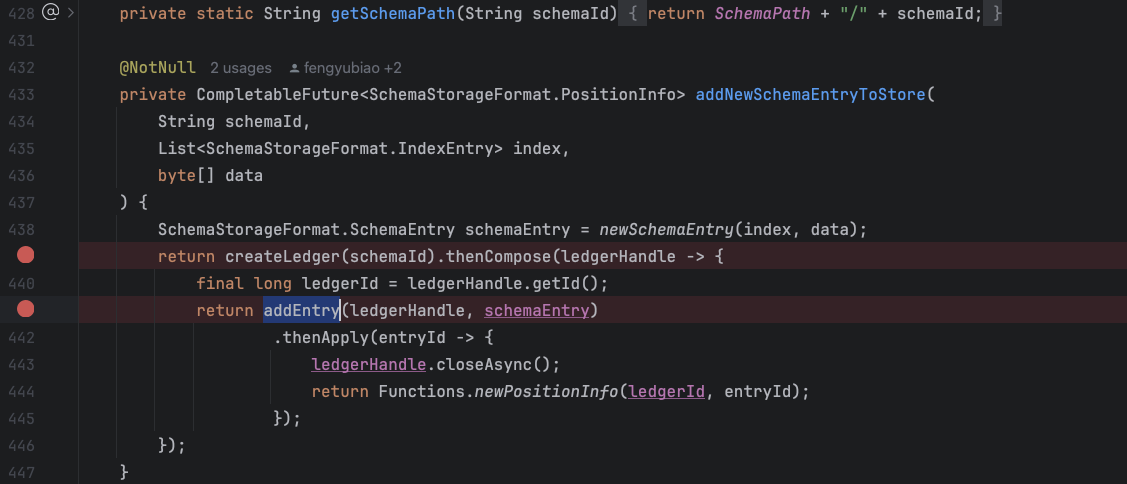 428 @ > private static String getSchemaPath(String schemaId) { return SchemaPath + "/" + schemaId; }
431
432 @NotNull 2 usages fengyubiao +2
433 private CompletableFuture<SchemaStorageFormat.PositionInfo> addNewSchemaEntryToStore(
434 String schemaId,
435 List<SchemaStorageFormat.IndexEntry> index,
436 byte[] data
437 ) {
438 SchemaStorageFormat.SchemaEntry schemaEntry = newSchemaEntry(index, data);
return createLedger(schemaId).thenCompose(ledgerHandle -> {
440 final long ledgerId = ledgerHandle.getId();
return addEntry(ledgerHandle, schemaEntry)
442 .thenApply(entryId -> {
443 ledgerHandle.closeAsync();
444 return Functions.newPositionInfo(ledgerId, entryId);
445 });
446 });
447 }